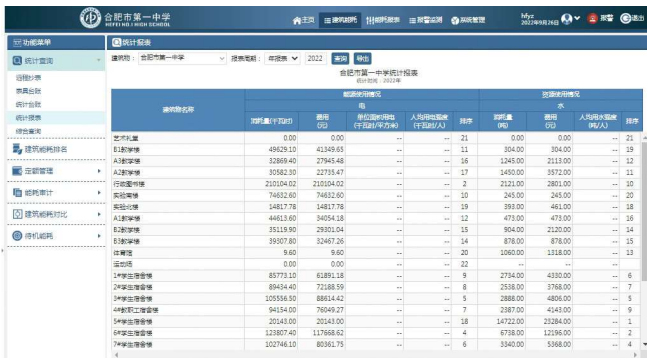 合肥市第一中学
HEFEI NO.1 HIGH SCHOOL
主页 建筑能耗 能耗报表 报警监测 系统管理
hfyz
2022年9月26日
报警 退出
功能菜单
统计报表
统计查询
远程抄表
表具台账
统计台账
统计报表
综合查询
建筑能耗排名
定额管理
能耗审计
建筑能耗对比
待机能耗
建筑物: 合肥市第一中学 报表周期: 年报表 2022 查询 导出
合肥市第一中学统计报表
统计时间: 2022年
建筑物名称 能源使用情况 资源使用情况
电 水
消耗量(千瓦时) 费用(元) 单位面积用电(千瓦时/平方米) 人均用电强度(千瓦时/人) 排序 消耗量(吨) 费用(元) 人均用水强度(吨/人) 排序
艺术礼堂 0.00 0.00 -- -- 21 0.00 0.00 -- 21
B1教学楼 49629.10 41349.65 -- -- 11 304.00 304.00 -- 19
A3教学楼 32869.40 27945.48 -- -- 16 1245.00 2113.00 -- 12
A2教学楼 30582.30 22735.47 -- -- 17 1450.00 3572.00 -- 11
行政图书楼 210104.02 210104.02 -- -- 2 2121.00 2801.00 -- 10
实验南楼 74632.60 74632.60 -- -- 10 245.00 245.00 -- 20
实验北楼 14817.78 14817.78 -- -- 19 393.00 461.00 -- 18
A1教学楼 44613.60 34054.18 -- -- 12 473.00 473.00 -- 16
B2教学楼 35119.90 29301.04 -- -- 15 904.00 2120.00 -- 14
B3教学楼 39307.80 32467.26 -- -- 14 878.00 878.00 -- 15
体育馆 9.60 9.60 -- -- 20 1060.00 1318.00 -- 13
运动场 0.00 0.00 -- -- 22 -- -- --
1#学生宿舍楼 85773.10 61891.18 -- -- 9 2734.00 4330.00 -- 6
2#学生宿舍楼 89434.40 72188.59 -- -- 8 2538.00 3768.00 -- 7
3#学生宿舍楼 105556.50 88614.42 -- -- 5 2888.00 4806.00 -- 5
4#教职工宿舍楼 94154.00 76049.27 -- -- 7 2387.00 4143.00 -- 9
5#学生宿舍楼 20143.00 20143.00 -- -- 18 14722.00 23284.00 -- 1
6#学生宿舍楼 123807.40 117668.62 -- -- 4 6738.00 12196.00 -- 2
7#学生宿舍楼 102746.10 80361.75 -- -- 6 3340.00 5368.00 -- 4